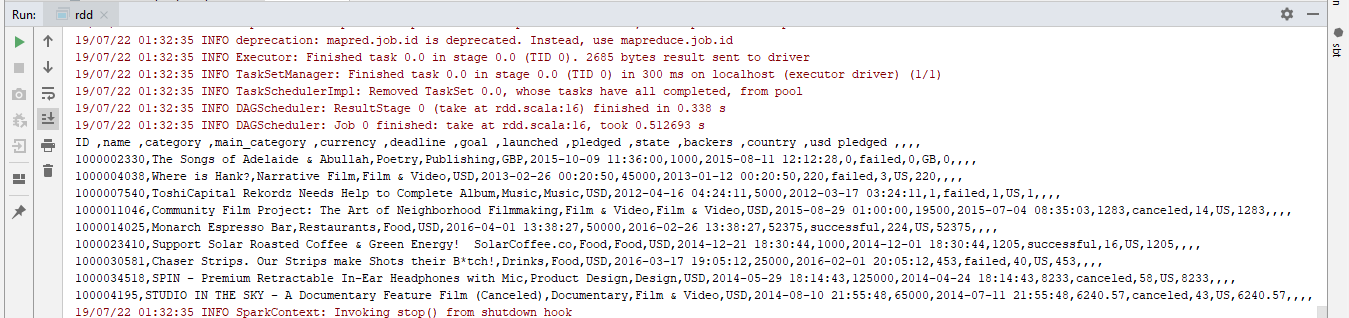 Run: rdd
19/07/22 01:32:35 INFO deprecation: mapred.job.id is deprecated. Instead, use mapreduce.job.id
19/07/22 01:32:35 INFO Executor: Finished task 0.0 in stage 0.0 (TID 0). 2685 bytes result sent to driver
19/07/22 01:32:35 INFO TaskSetManager: Finished task 0.0 in stage 0.0 (TID 0) in 300 ms on localhost (executor driver) (1/1)
19/07/22 01:32:35 INFO TaskSchedulerImpl: Removed TaskSet 0.0, whose tasks have all completed, from pool
19/07/22 01:32:35 INFO DAGScheduler: ResultStage 0 (take at rdd.scala:16) finished in 0.338 s
19/07/22 01:32:35 INFO DAGScheduler: Job 0 finished: take at rdd.scala:16, took 0.512693 s
ID ,name ,category ,main_category ,currency ,deadline ,goal ,launched ,pledged ,state ,backers ,country ,usd pledged ,,,,
1000002330,The Songs of Adelaide & Abullah,Poetry,Publishing,GBP,2015-10-09 11:36:00,1000,2015-08-11 12:12:28,0,failed,0,GB,0,,,,
1000004038,Where is Hank?,Narrative Film,Film & Video,USD,2013-02-26 00:20:50,45000,2013-01-12 00:20:50,220,failed,3,US,220,,,,
1000007540,ToshiCapital Rekordz Needs Help to Complete Album,Music,Music,USD,2012-04-16 04:24:11,5000,2012-03-17 03:24:11,1,failed,1,US,1,,,,
1000011046,Community Film Project: The Art of Neighborhood Filmmaking,Film & Video,Film & Video,USD,2015-08-29 01:00:00,19500,2015-07-04 08:35:03,1283,canceled,14,US,1283,,,,
1000014025,Monarch Espresso Bar,Restaurants,Food,USD,2016-04-01 13:38:27,50000,2016-02-26 13:38:27,52375,successful,224,US,52375,,,,
1000023410,Support Solar Roasted Coffee & Green Energy!  SolarCoffee.co,Food,Food,USD,2014-12-21 18:30:44,1000,2014-12-01 18:30:44,1205,successful,16,US,1205,,,,
1000030581,Chaser Strips. Our Strips make Shots their B*tch!,Drinks,Food,USD,2016-03-17 19:05:12,25000,2016-02-01 20:05:12,453,failed,40,US,453,,,,
1000034518,SPIN - Premium Retractable In-Ear Headphones with Mic,Product Design,Design,USD,2014-05-29 18:14:43,125000,2014-04-24 18:14:43,8233,canceled,58,US,8233,,,,
100004195,STUDIO IN THE SKY - A Documentary Feature Film (Canceled),Documentary,Film & Video,USD,2014-08-10 21:55:48,65000,2014-07-11 21:55:48,6240.57,canceled,43,US,6240.57,,,,
19/07/22 01:32:35 INFO SparkContext: Invoking stop() from shutdown hook
sbt